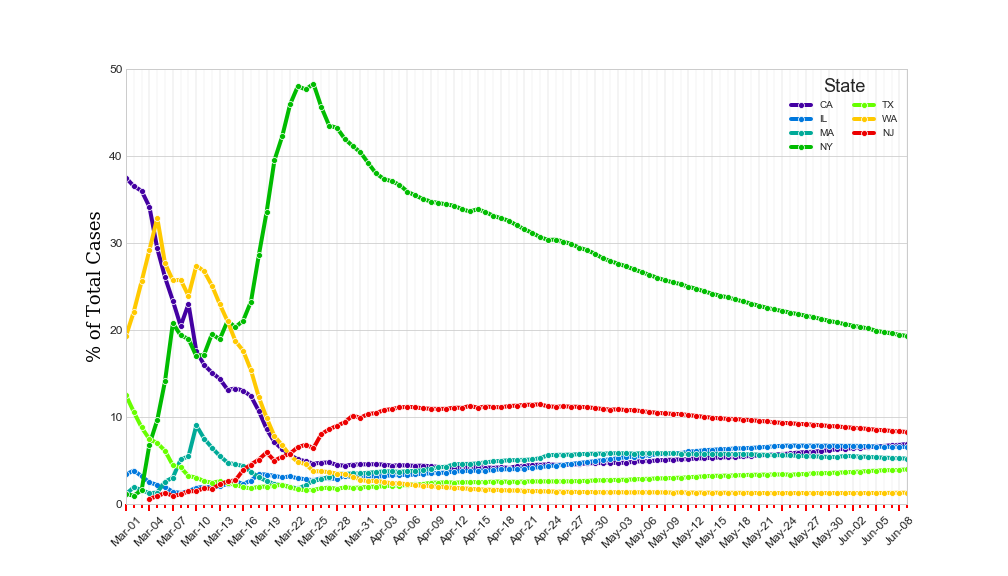 50
40
30
20
10
0
% of Total Cases
State
CA
IL
MA
NY
TX
WA
NJ
Mar-01
Mar-04
Mar-07
Mar-10
Mar-13
Mar-16
Mar-19
Mar-22
Mar-25
Mar-28
Mar-31
Apr-03
Apr-06
Apr-09
Apr-12
Apr-15
Apr-18
Apr-21
Apr-24
Apr-27
Apr-30
May-03
May-06
May-09
May-12
May-15
May-18
May-21
May-24
May-27
May-30
Jun-02
Jun-05
Jun-08